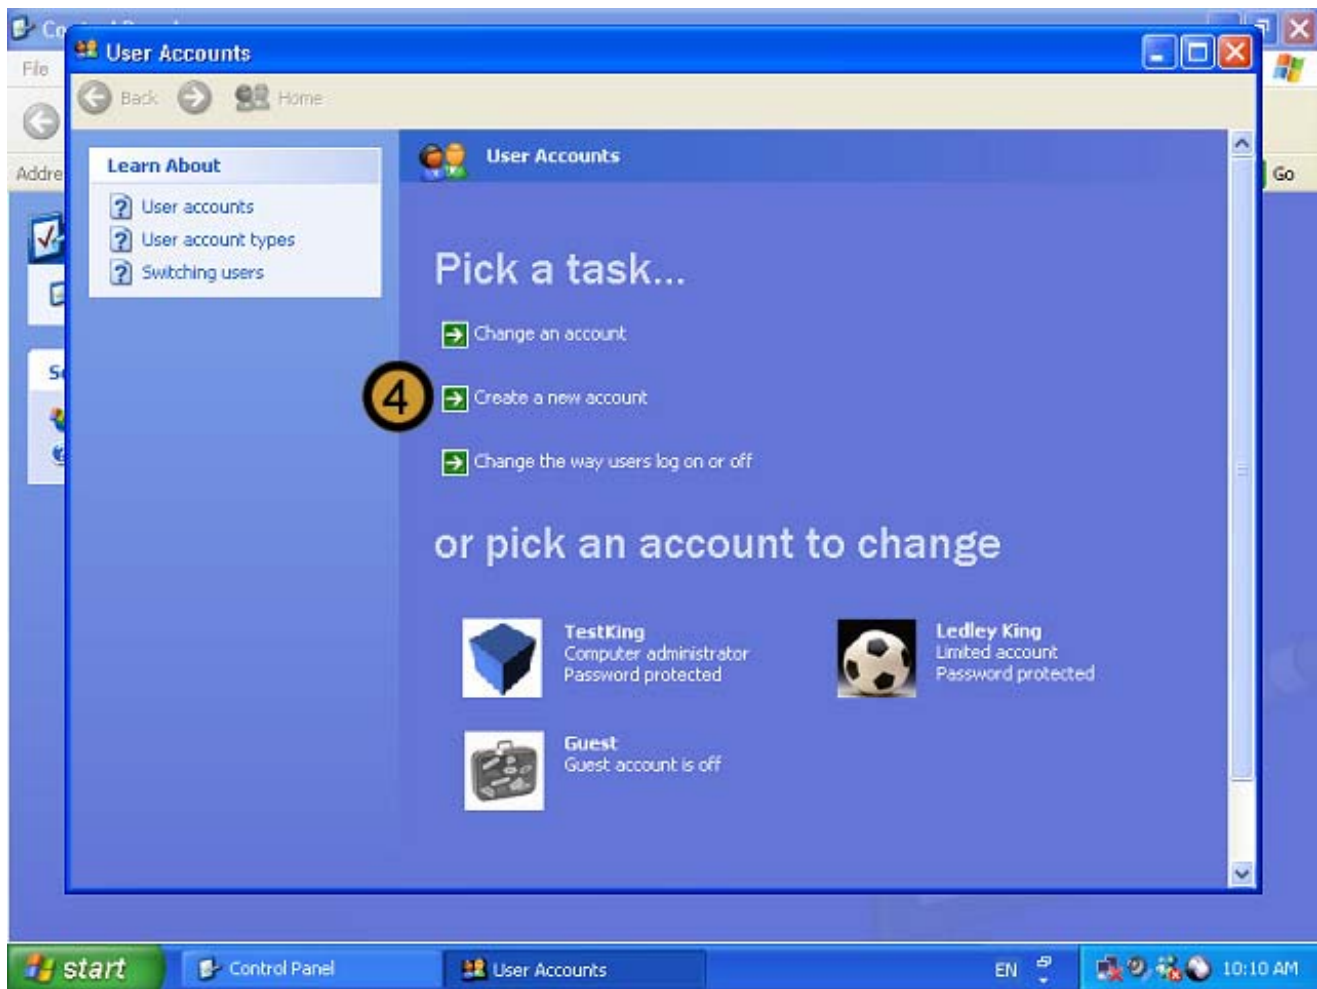 User Accounts
File
Back
Home
Addre
Go
Learn About
User accounts
User account types
Switching users
User Accounts
Pick a task...
Change an account
4
Create a new account
Change the way users log on or off
or pick an account to change
TestKing
Computer administrator
Password protected
Ledley King
Limited account
Password protected
Guest
Guest account is off
start
Control Panel
User Accounts
EN
10:10 AM